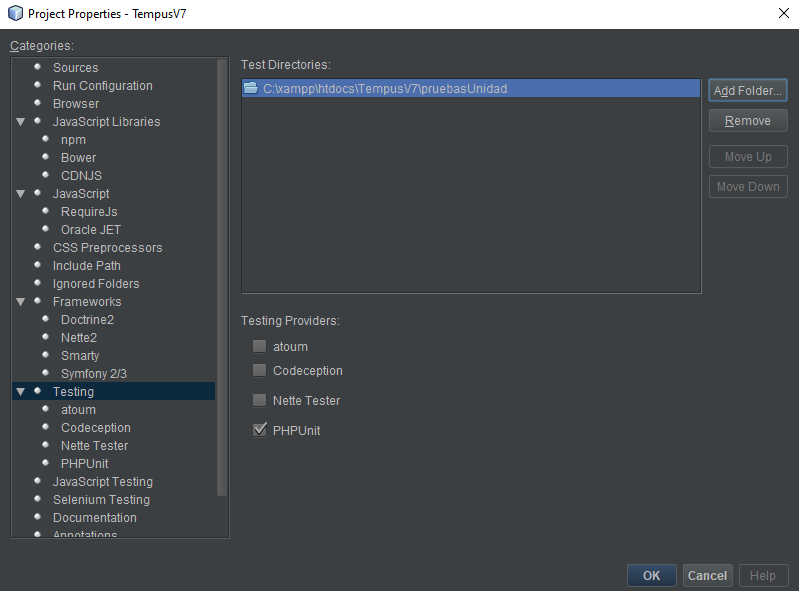 Project Properties - TempusV7
Categories:
Sources
Run Configuration
Browser
JavaScript Libraries
npm
Bower
CDNJS
JavaScript
RequireJs
Oracle JET
CSS Preprocessors
Include Path
Ignored Folders
Frameworks
Doctrine2
Nette2
Smarty
Symfony 2/3
Testing
atoum
Codeception
Nette Tester
PHPUnit
JavaScript Testing
Selenium Testing
Documentation
Annotations
Test Directories:
C:\xampp\htdocs\TempusV7\pruebasUnidad
Add Folder...
Remove
Move Up
Move Down
Testing Providers:
atoum
Codeception
Nette Tester
PHPUnit
OK Cancel Help